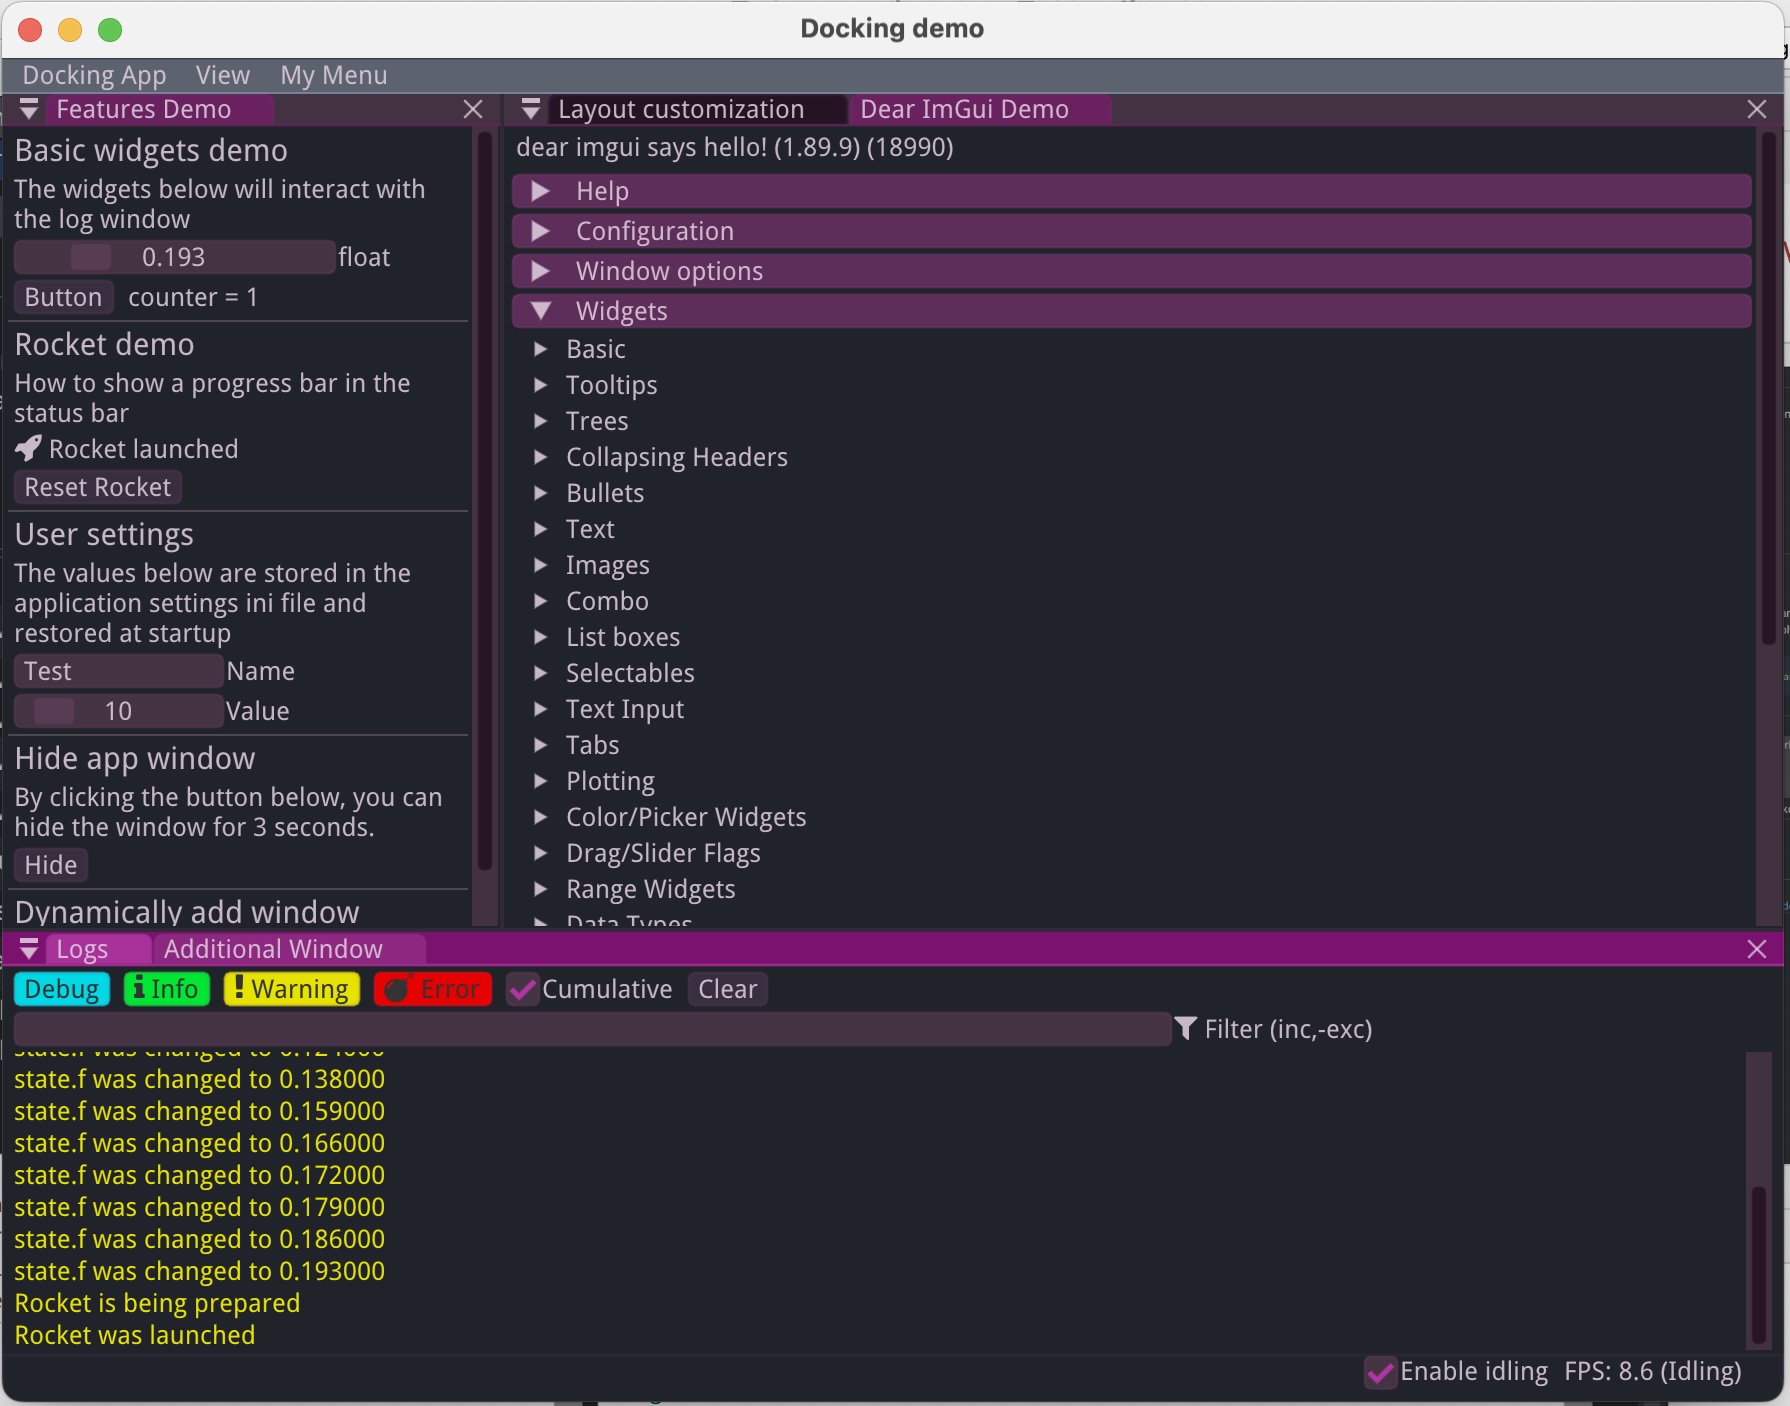 Docking demo
Docking App View My Menu
Features Demo
Basic widgets demo
The widgets below will interact with
the log window
0.193 float
Button counter = 1
Rocket demo
How to show a progress bar in the
status bar
Rocket launched
Reset Rocket
User settings
The values below are stored in the
application settings ini file and
restored at startup
Test Name
10 Value
Hide app window
By clicking the button below, you can
hide the window for 3 seconds.
Hide
Dynamically add window
Layout customization Dear ImGui Demo
dear imgui says hello! (1.89.9) (18990)
Help
Configuration
Window options
Widgets
Basic
Tooltips
Trees
Collapsing Headers
Bullets
Text
Images
Combo
List boxes
Selectables
Text Input
Tabs
Plotting
Color/Picker Widgets
Drag/Slider Flags
Range Widgets
Data Types
Logs Additional Window
Debug Info Warning Error Cumulative Clear
Filter (inc,-exc)
state.f was changed to 0.124000
state.f was changed to 0.138000
state.f was changed to 0.159000
state.f was changed to 0.166000
state.f was changed to 0.172000
state.f was changed to 0.179000
state.f was changed to 0.186000
state.f was changed to 0.193000
Rocket is being prepared
Rocket was launched
Enable idling FPS: 8.6 (Idling)